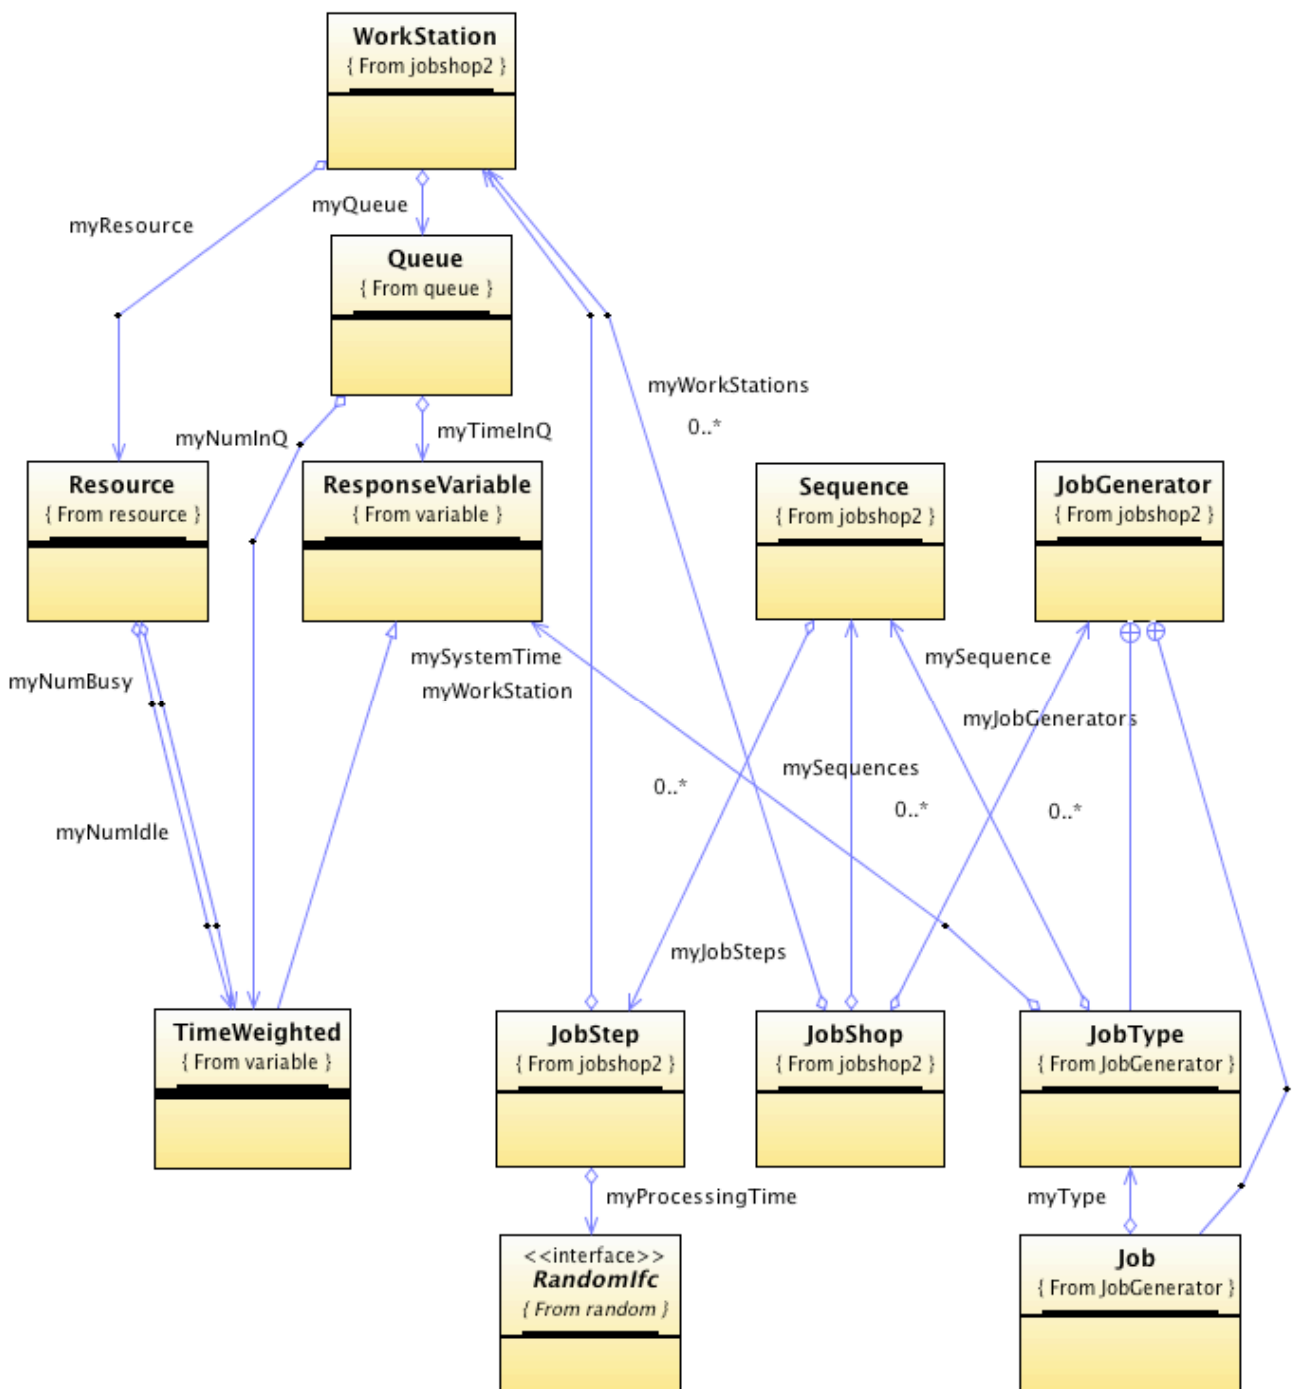 WorkStation
{ From jobshop2 }
myResource
myQueue
Queue
{ From queue }
myWorkStations
0..*
myNumInQ
myTimeInQ
Resource
{ From resource }
ResponseVariable
{ From variable }
Sequence
{ From jobshop2 }
JobGenerator
{ From jobshop2 }
myNumBusy
mySystemTime
myWorkStation
mySequence
myJobGenerators
mySequences
0..*
0..*
0..*
myNumIdle
myJobSteps
TimeWeighted
{ From variable }
JobStep
{ From jobshop2 }
JobShop
{ From jobshop2 }
JobType
{ From JobGenerator }
myProcessingTime
myType
<<interface>>
RandomIfc
{ From random }
Job
{ From JobGenerator }